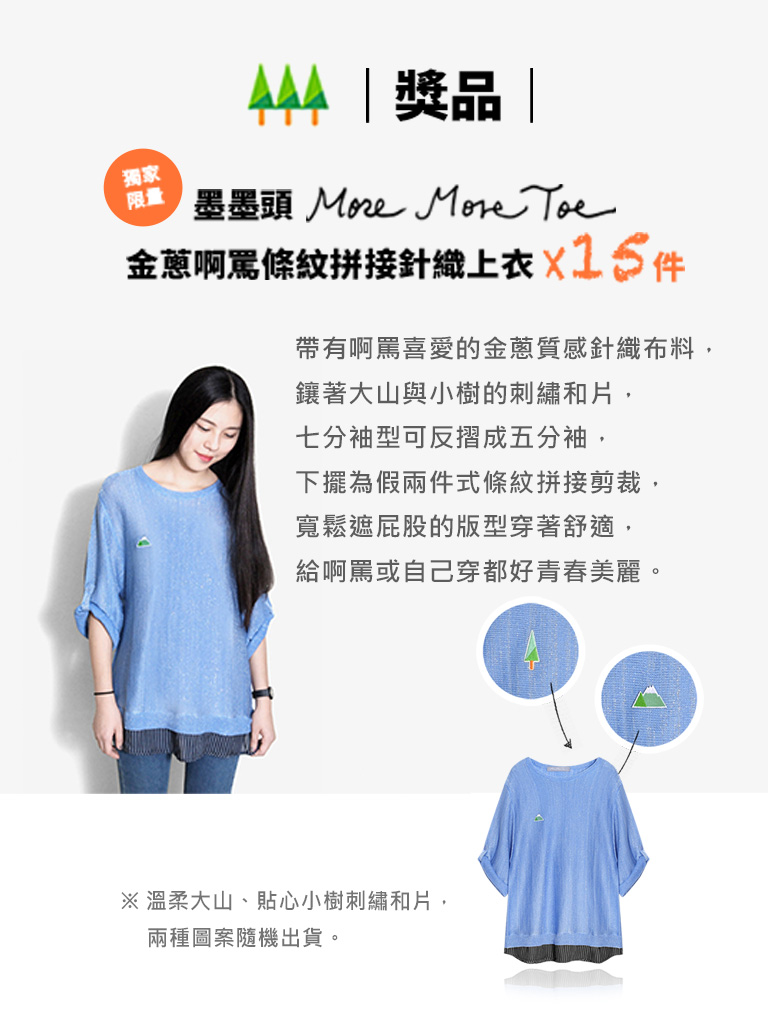 獎品
獨家
限量
墨墨頭 More More Toe
金蔥啊罵條紋拼接針織上衣 X15件
帶有啊罵喜愛的金蔥質感針織布料，
鑲著大山與小樹的刺繡和片，
七分袖型可反摺成五分袖，
下擺為假兩件式條紋拼接剪裁，
寬鬆遮屁股的版型穿著舒適，
給啊罵或自己穿都好青春美麗。
※ 溫柔大山、貼心小樹刺繡和片，
兩種圖案隨機出貨。